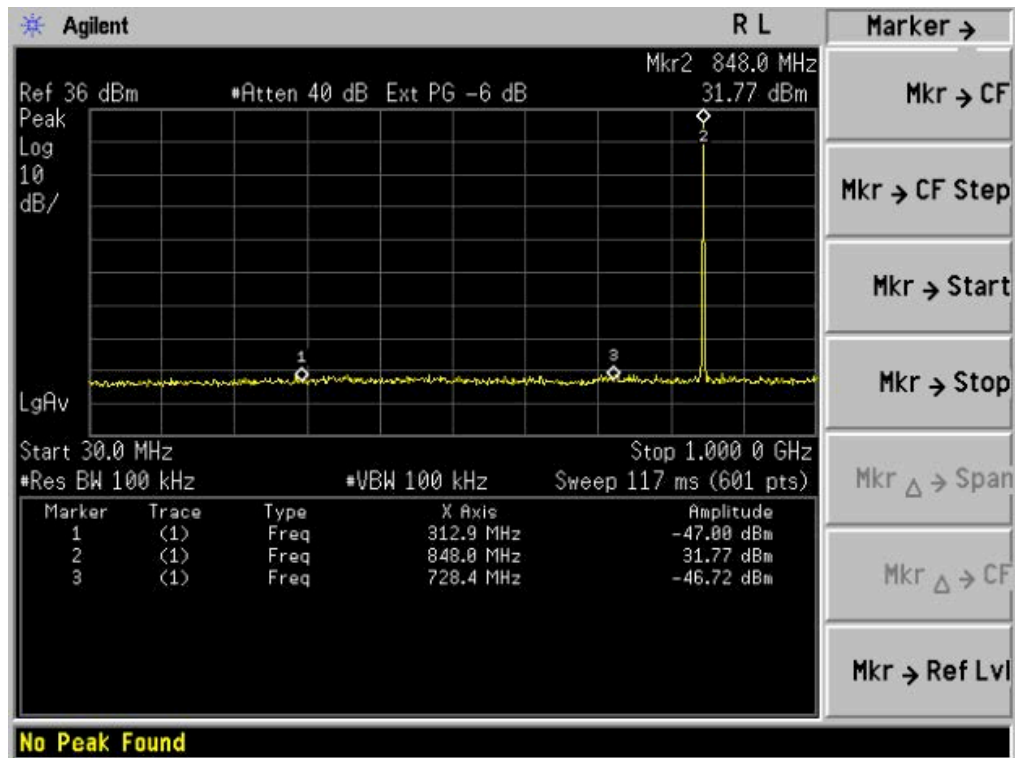 Agilent R L Marker →
Mkr2 848.0 MHz
Ref 36 dBm #Atten 40 dB Ext PG -6 dB 31.77 dBm
Peak
Log
10
dB/
2
1
3
LgAv
Start 30.0 MHz Stop 1.000 0 GHz
#Res BW 100 kHz #VBW 100 kHz Sweep 117 ms (601 pts)
Marker Trace Type X Axis Amplitude
1 (1) Freq 312.9 MHz -47.00 dBm
2 (1) Freq 848.0 MHz 31.77 dBm
3 (1) Freq 728.4 MHz -46.72 dBm
Mkr → CF
Mkr → CF Step
Mkr → Start
Mkr → Stop
Mkr △ → Span
Mkr △ → CF
Mkr → Ref Lvl
No Peak Found